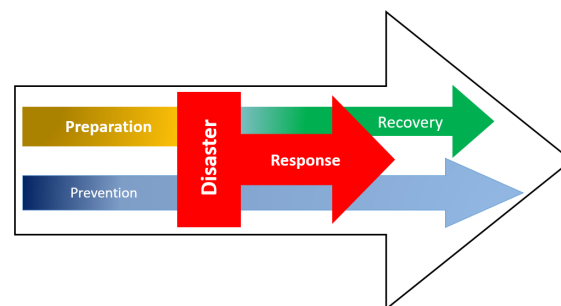 Preparation
Disaster
Recovery
Response
Prevention